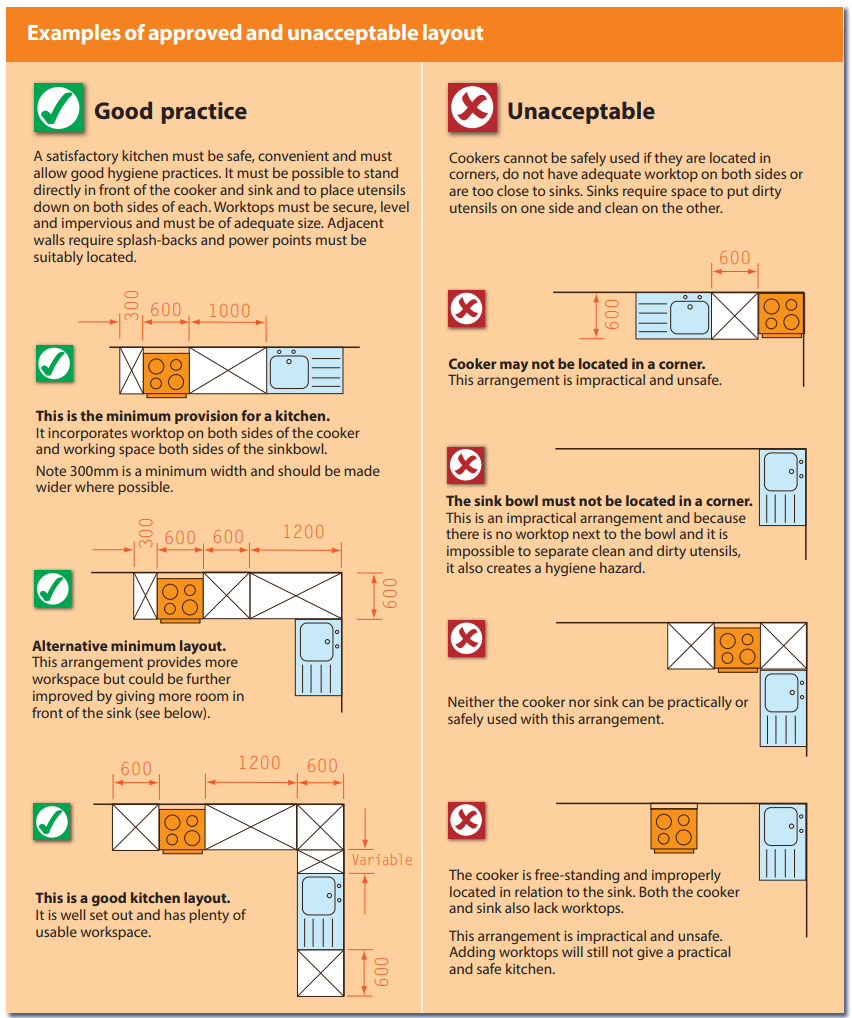 Examples of approved and unacceptable layout
Good practice
A satisfactory kitchen must be safe, convenient and must
allow good hygiene practices. It must be possible to stand
directly in front of the cooker and sink and to place utensils
down on both sides of each. Worktops must be secure, level
and impervious and must be of adequate size. Adjacent
walls require splash-backs and power points must be
suitably located.
300
600
1000
This is the minimum provision for a kitchen.
It incorporates worktop on both sides of the cooker
and working space both sides of the sinkbowl.
Note 300mm is a minimum width and should be made
wider where possible.
300
600
600
1200
600
Alternative minimum layout.
This arrangement provides more
workspace but could be further
improved by giving more room in
front of the sink (see below).
600
1200
600
Variable
600
This is a good kitchen layout.
It is well set out and has plenty of
usable workspace.
Unacceptable
Cookers cannot be safely used if they are located in
corners, do not have adequate worktop on both sides or
are too close to sinks. Sinks require space to put dirty
utensils on one side and clean on the other.
600
600
Cooker may not be located in a corner.
This arrangement is impractical and unsafe.
The sink bowl must not be located in a corner.
This is an impractical arrangement and because
there is no worktop next to the bowl and it is
impossible to separate clean and dirty utensils,
it also creates a hygiene hazard.
Neither the cooker nor sink can be practically or
safely used with this arrangement.
The cooker is free-standing and improperly
located in relation to the sink. Both the cooker
and sink also lack worktops.
This arrangement is impractical and unsafe.
Adding worktops will still not give a practical
and safe kitchen.